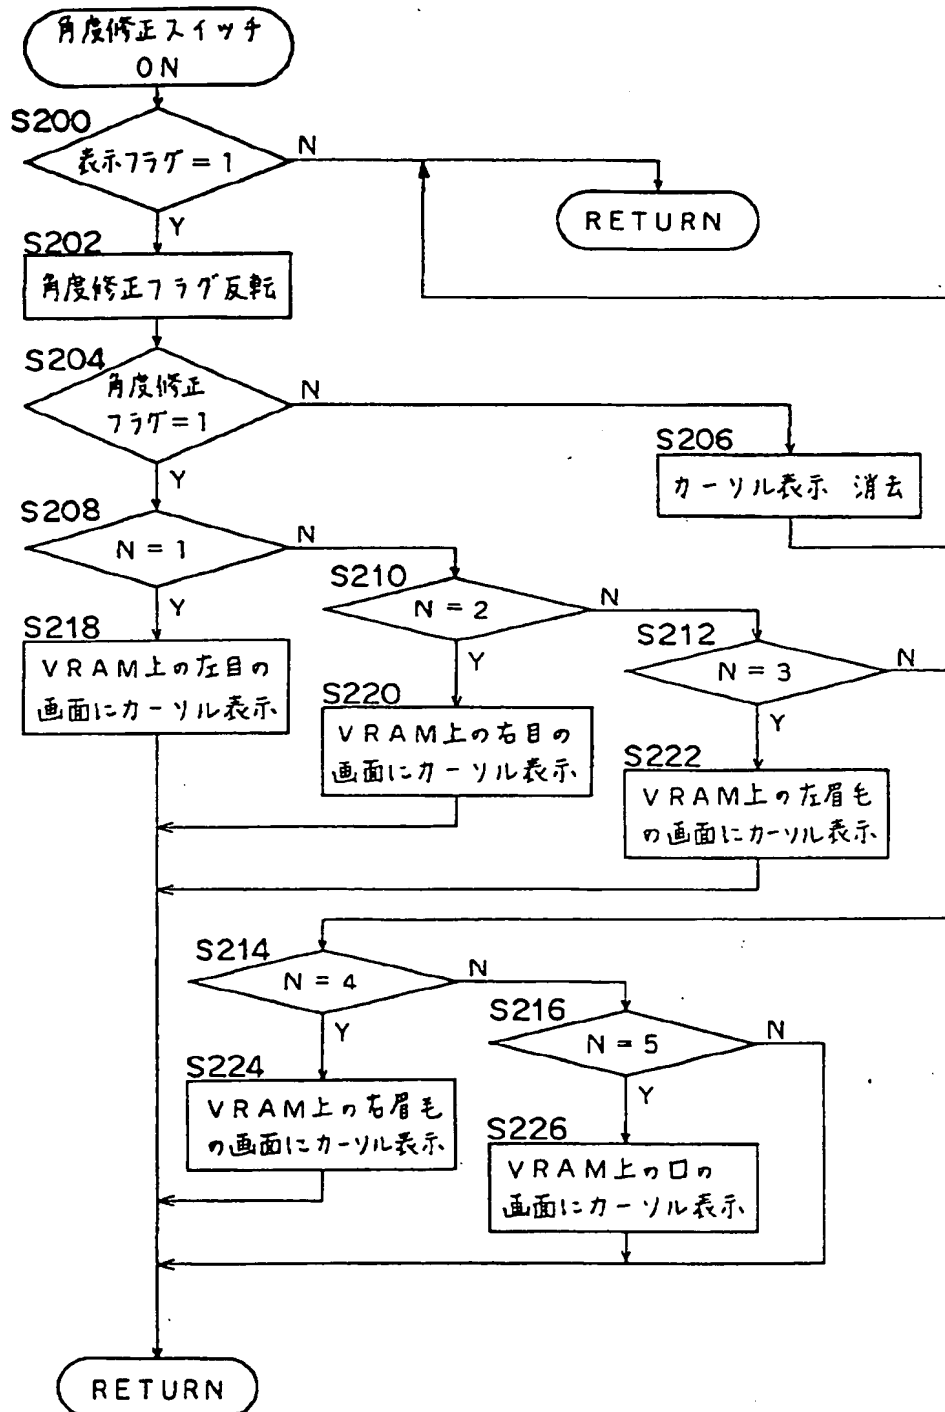 角度修正スイッチ
ON
S200
表示フラグ=1
N
Y
RETURN
S202
角度修正フラグ反転
S204
角度修正
フラグ=1
N
Y
S206
カーソル表示 消去
S208
N=1
N
Y
S210
N=2
N
Y
S212
N=3
N
Y
S218
VRAM上の左目の
画面にカーソル表示
S220
VRAM上の右目の
画面にカーソル表示
S222
VRAM上の左眉毛
の画面にカーソル表示
S214
N=4
N
Y
S216
N=5
N
Y
S224
VRAM上の右眉毛
の画面にカーソル表示
S226
VRAM上の口の
画面にカーソル表示
RETURN